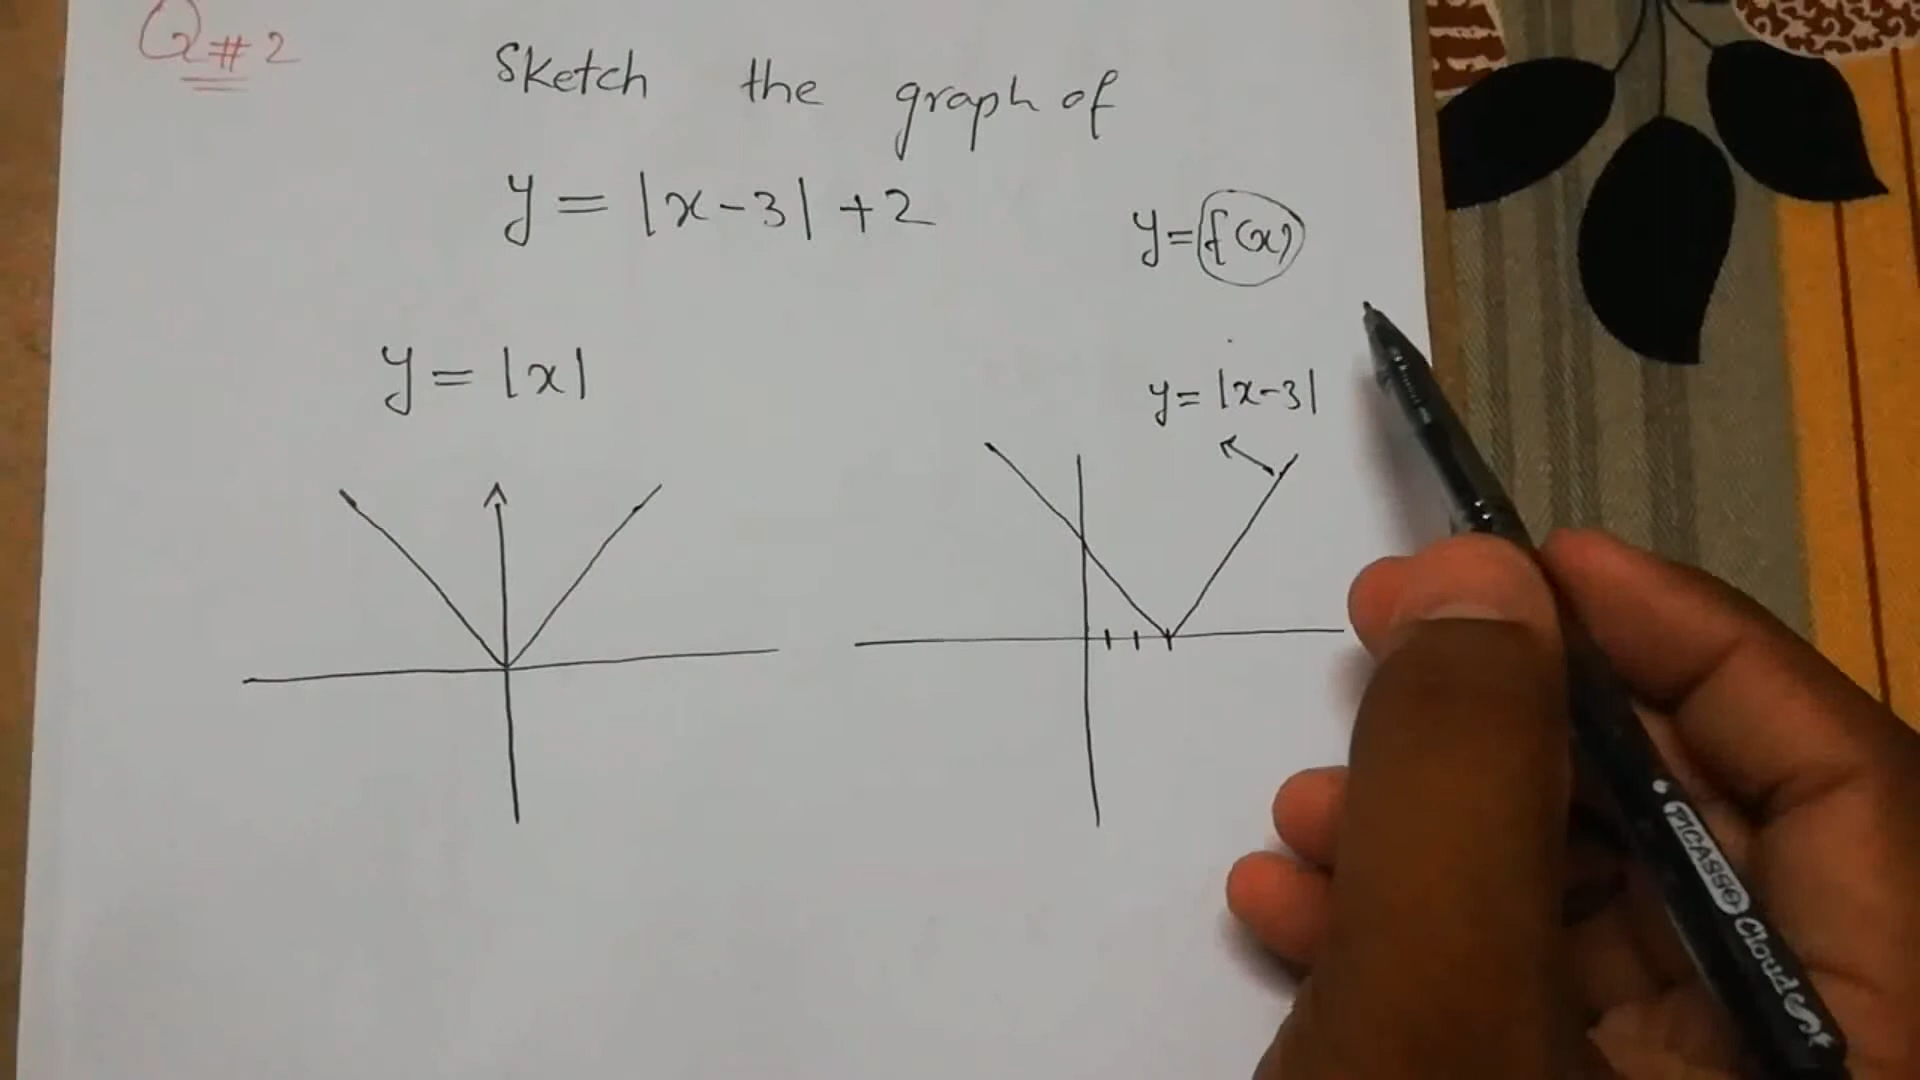 Q#2
Sketch the graph of
y = |x-3| +2
y = f(x)
y = |x|
y = |x-3|
PICASSO Cloud